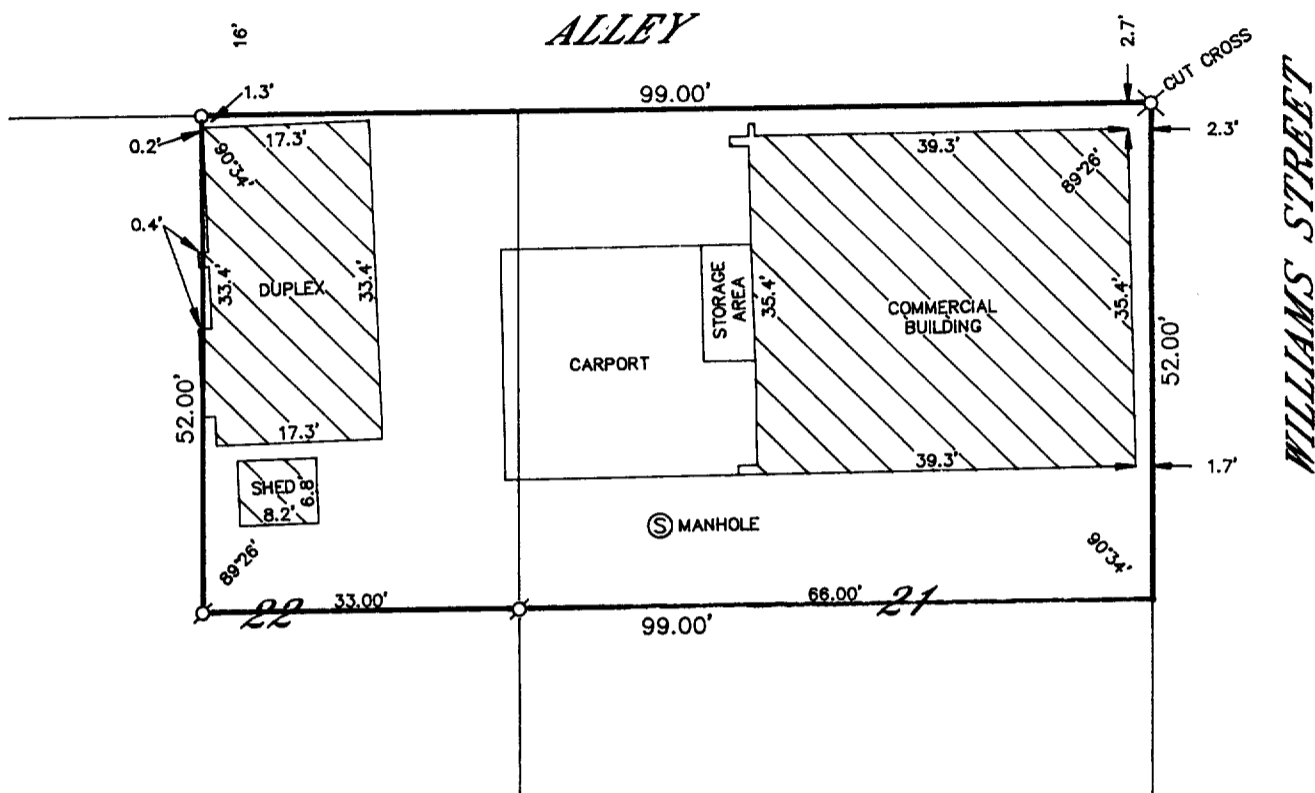 16'
ALLEY
2.7'
CUT CROSS
WILLIAMS STREET
1.3'
99.00'
0.2'
17.3'
90°34'
39.3'
89°26'
2.3'
0.4'
33.4'
DUPLEX
33.4'
STORAGE
AREA
35.4'
COMMERCIAL
BUILDING
35.4'
CARPORT
52.00'
52.00'
17.3'
39.3'
1.7'
SHED
6.8'
8.2'
S
MANHOLE
89°26'
90°34'
22
33.00'
66.00'
21
99.00'